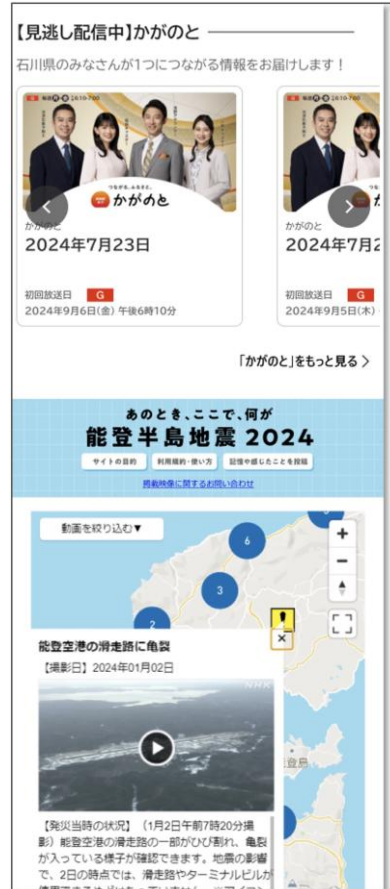 【見逃し配信中】かがのと
石川県のみなさんが1つにつながる情報をお届けします！
つながる、ふるさと。
かがのと
かがのと
2024年7月23日
初回放送日 G
2024年9月6日(金) 午後6時10分
かがのと
2024年7月2
初回放送日 G
2024年9月5日(木)
「かがのと」をもっと見る 〉
あのとき、ここで、何が
能登半島地震 2024
サイトの目的
利用規約・使い方
記憶や感じたことを投稿
掲載映像に関するお問い合わせ
動画を絞り込む▼
6
3
2
+
−
×
能登空港の滑走路に亀裂
【撮影日】2024年01月02日
NHK
登島
【発災当時の状況】（1月2日午前7時20分撮
影）能登空港の滑走路の一部がひび割れ、亀裂
が入っている様子が確認できます。地震の影響
で、2日の時点では、滑走路やターミナルビルが